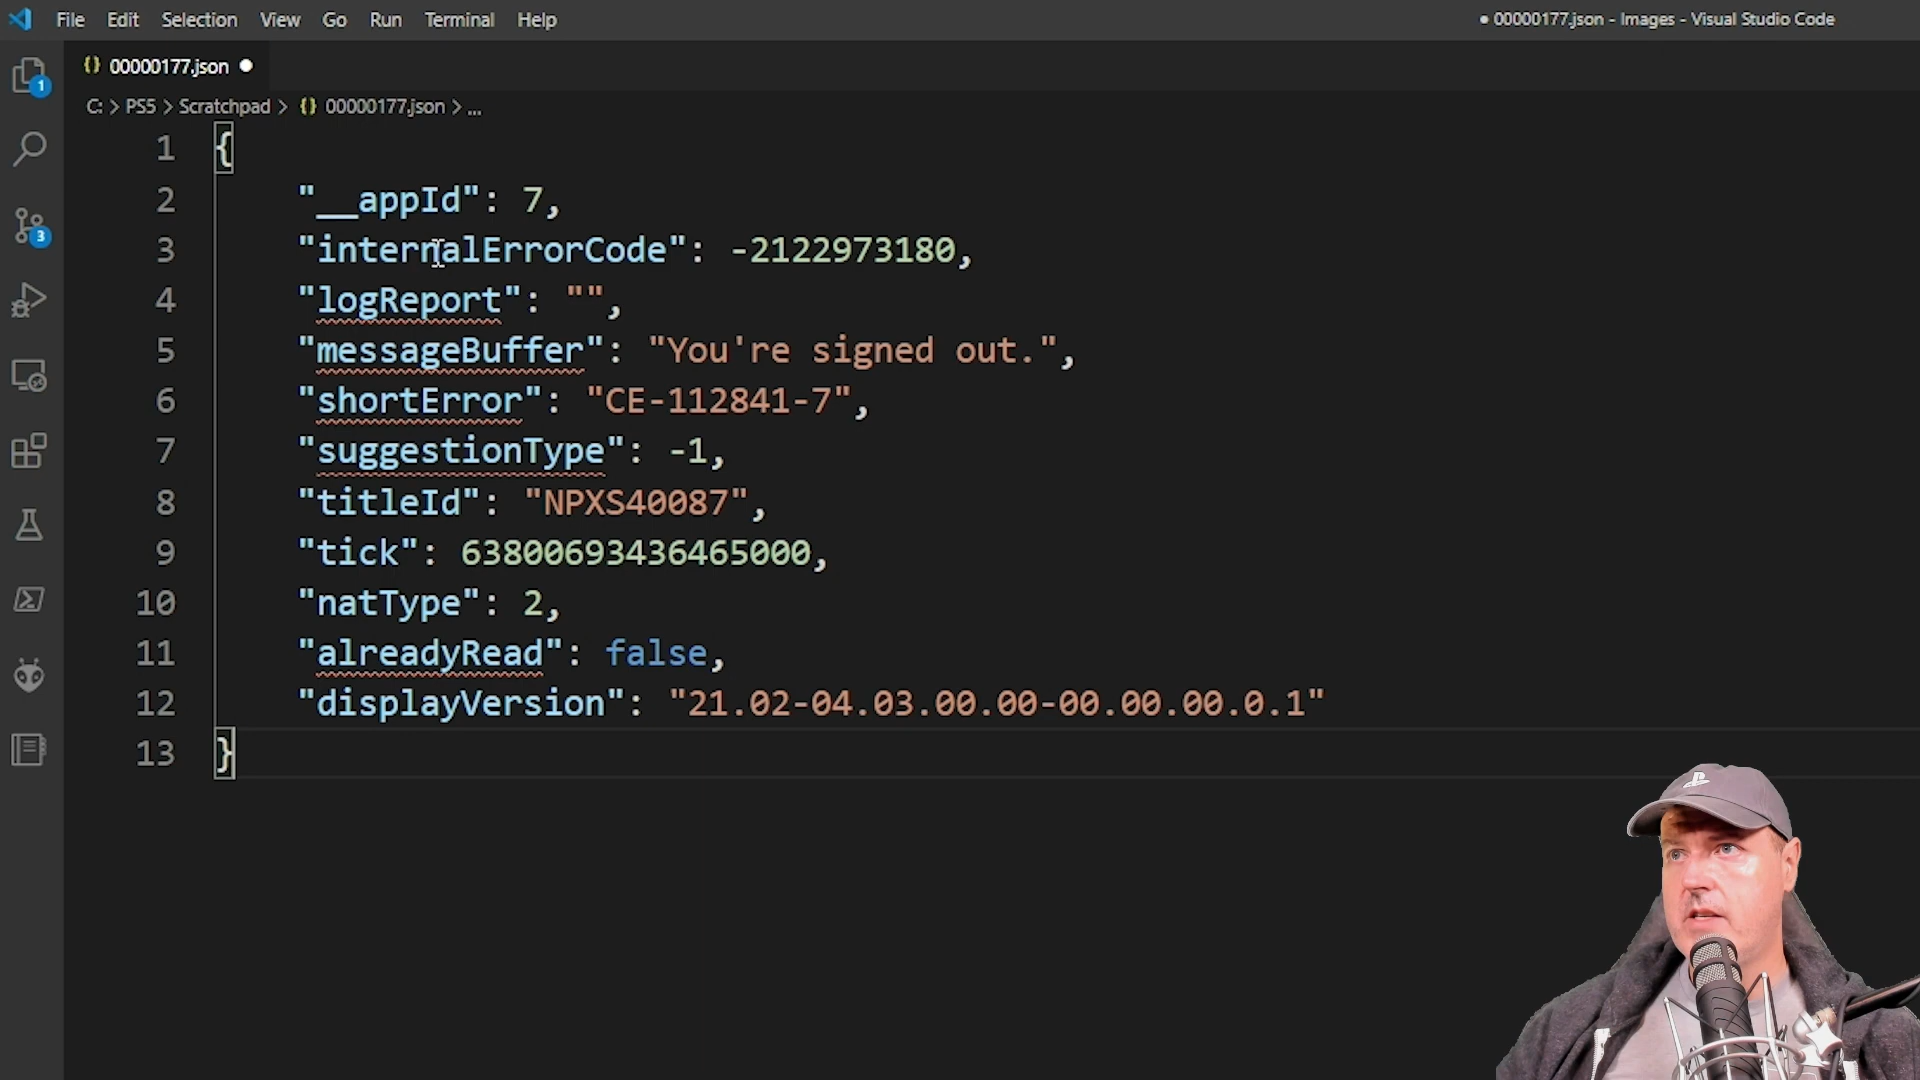 File Edit Selection View Go Run Terminal Help
● 00000177.json - Images - Visual Studio Code
{} 00000177.json ●
C: > PS5 > Scratchpad > {} 00000177.json > ...
1 {
2 "__appId": 7,
3 "internalErrorCode": -2122973180,
4 "logReport": "",
5 "messageBuffer": "You're signed out.",
6 "shortError": "CE-112841-7",
7 "suggestionType": -1,
8 "titleId": "NPXS40087",
9 "tick": 63800693436465000,
10 "natType": 2,
11 "alreadyRead": false,
12 "displayVersion": "21.02-04.03.00.00-00.00.00.0.1"
13 }
1
3